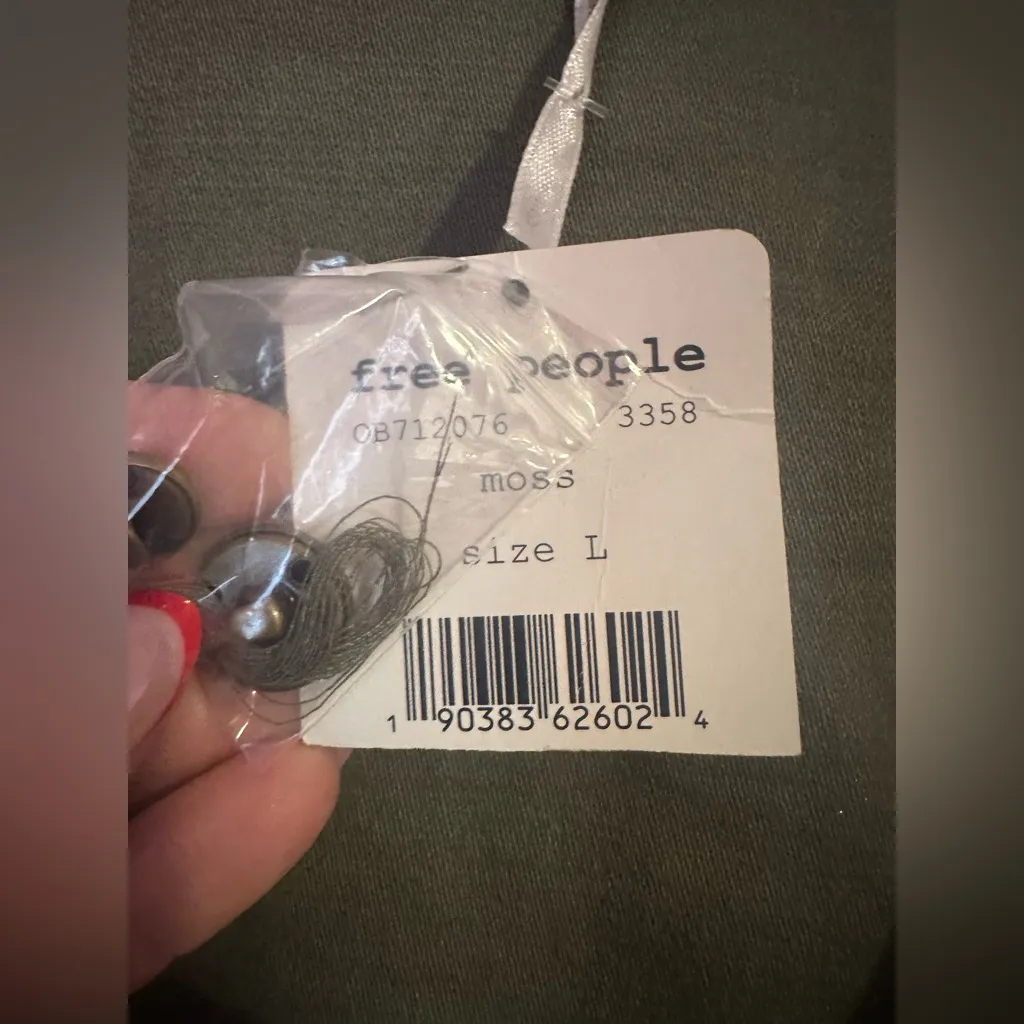 free people
OB712076 3358
moss
size L
1 90383 62602 4